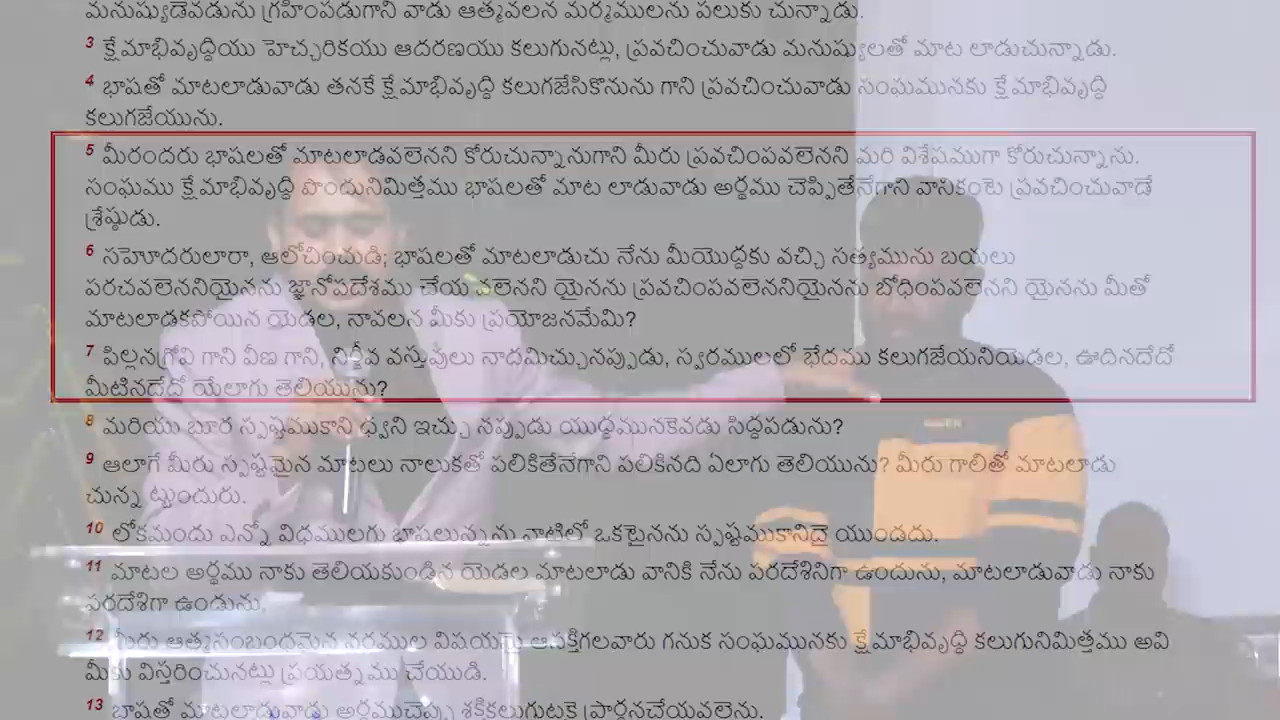 మనుష్యుడెవడును గ్రహింపడుగాని వాడు ఆత్మవలన మర్మములను పలుకు చున్నాడు.
3 క్షేమాభివృద్ధియు హెచ్చరికయు ఆదరణయు కలుగునట్లు, ప్రవచించువాడు మనుష్యులతో మాట లాడుచున్నాడు.
4 భాషతో మాటలాడువాడు తనకే క్షేమాభివృద్ధి కలుగజేసికొనును గాని ప్రవచించువాడు సంఘమునకు క్షేమాభివృద్ధి
కలుగజేయును.
5 మీరందరు భాషలతో మాటలాడవలెనని కోరుచున్నానుగాని మీరు ప్రవచింపవలెనని మరి విశేషముగా కోరుచున్నాను.
సంఘము క్షేమాభివృద్ధి పొందునిమిత్తము భాషలతో మాట లాడువాడు అర్థము చెప్పితేనేగాని వానికంటె ప్రవచించువాడే
శ్రేష్ఠుడు.
6 సహెూదరులారా, ఆలోచించుడి; భాషలతో మాటలాడుచు నేను మీయొద్దకు వచ్చి సత్యమును బయలు
పరచవలెననియైనను జ్ఞానోపదేశము చేయ వలెనని యైనను ప్రవచింపవలెననియైనను బోధింపవలెనని యైనను మీతో
మాటలాడకపోయిన యెడల, నావలన మీకు ప్రయోజనమేమి?
7 పిల్లనగ్రోవి గాని వీణ గాని, నిర్జీవ వస్తువులు నాదమిచ్చునప్పుడు, స్వరములలో భేదము కలుగజేయనియెడల, ఊదినదేదో
మీటినదేదో యేలాగు తెలియును?
8 మరియు బూర స్పష్టముకాని ధ్వని ఇచ్చు నప్పుడు యుద్ధమునకెవడు సిద్ధపడును?
9 ఆలాగే మీరు స్పష్టమైన మాటలు నాలుకతో పలికితేనేగాని పలికినది ఏలాగు తెలియును? మీరు గాలితో మాటలాడు
చున్న ట్టుందురు.
10 లోకమందు ఎన్నో విధములగు భాషలున్నను వాటిలో ఒకటైనను స్పష్టముకానిదై యుండదు.
11 మాటల అర్థము నాకు తెలియకుండిన యెడల మాటలాడు వానికి నేను పరదేశినిగా ఉందును, మాటలాడువాడు నాకు
పరదేశిగా ఉండును.
12 మీరు ఆత్మసంబంధమైన వరముల విషయమై ఆసక్తిగలవారు గనుక సంఘమునకు క్షేమాభివృద్ధి కలుగునిమిత్తము అవి
మీకు విస్తరించునట్లు ప్రయత్నము చేయుడి.
13 భాషతో మాటలాడువాడు అర్థముచెప్పు శక్తికలుగుటకై ప్రార్థనచేయవలెను.